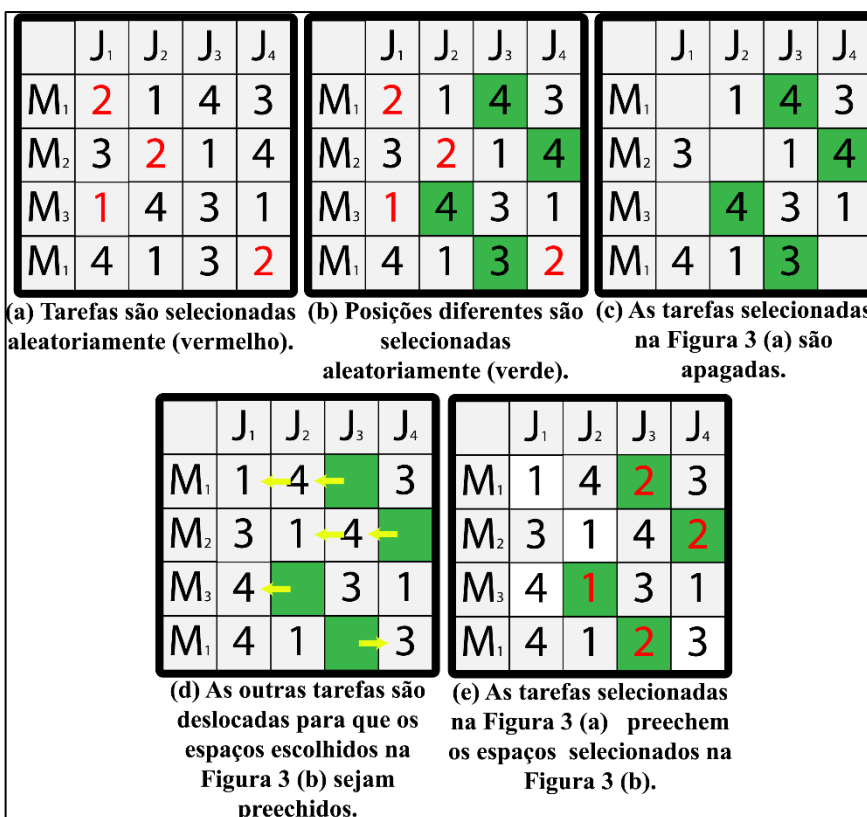 J1 J2 J3 J4
M1 2 1 4 3
M2 3 2 1 4
M3 1 4 3 1
M1 4 1 3 2
(a) Tarefas são selecionadas
aleatoriamente (vermelho).
J1 J2 J3 J4
M1 2 1 4 3
M2 3 2 1 4
M3 1 4 3 1
M1 4 1 3 2
(b) Posições diferentes são
selecionadas
aleatoriamente (verde).
J1 J2 J3 J4
M1 1 4 3
M2 3 1 4
M3 4 3 1
M1 4 1 3
(c) As tarefas selecionadas
na Figura 3 (a) são
apagadas.
J1 J2 J3 J4
M1 1 4 3
M2 3 1 4
M3 4 3 1
M1 4 1 3
(d) As outras tarefas são
deslocadas para que os
espaços escolhidos na
Figura 3 (b) sejam
preechidos.
J1 J2 J3 J4
M1 1 4 2 3
M2 3 1 4 2
M3 4 1 3 1
M1 4 1 2 3
(e) As tarefas selecionadas
na Figura 3 (a) preechem
os espaços selecionados na
Figura 3 (b).